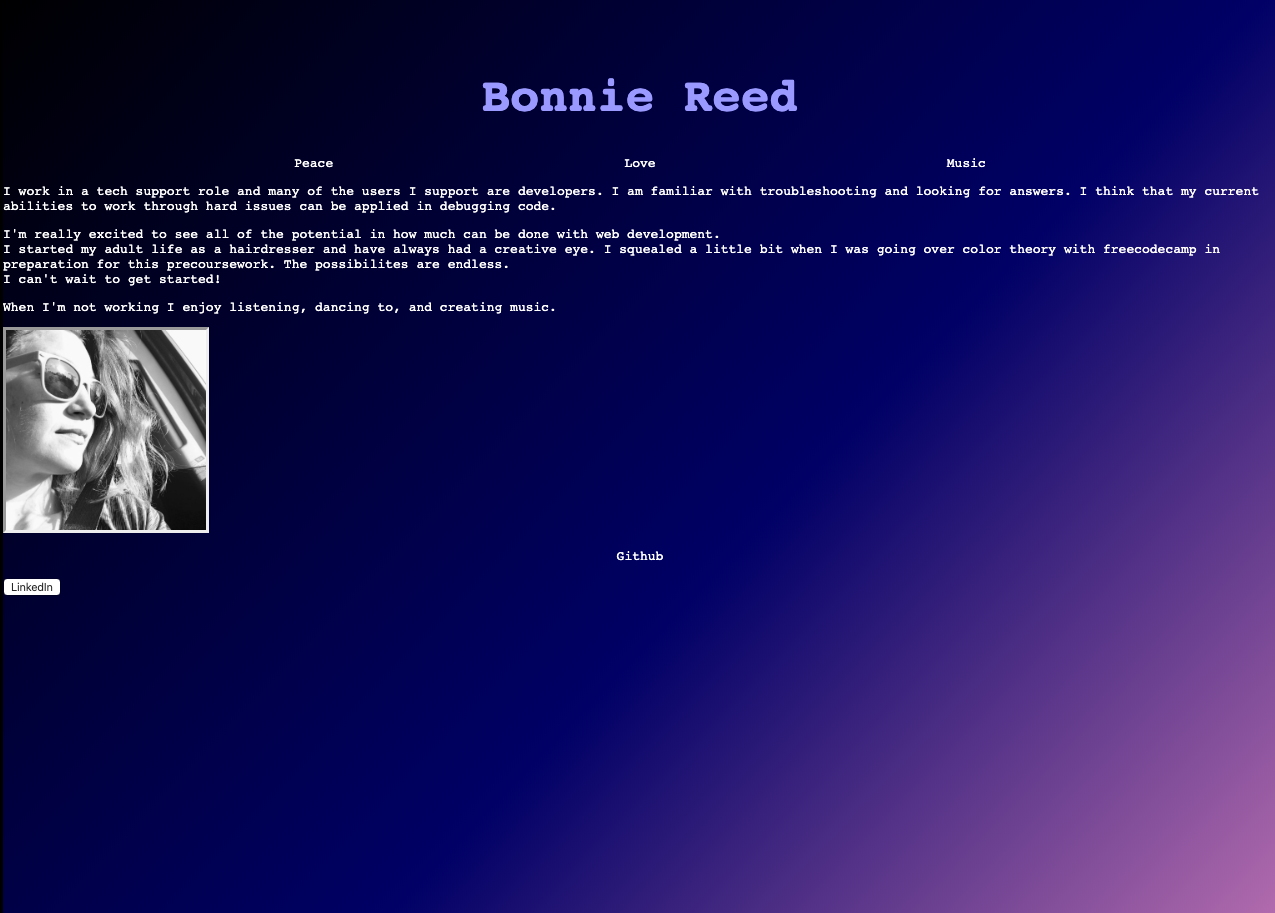 Bonnie Reed
Peace Love Music
I work in a tech support role and many of the users I support are developers. I am familiar with troubleshooting and looking for answers. I think that my current
abilities to work through hard issues can be applied in debugging code.
I'm really excited to see all of the potential in how much can be done with web development.
I started my adult life as a hairdresser and have always had a creative eye. I squealed a little bit when I was going over color theory with freecodecamp in
preparation for this precoursework. The possibilites are endless.
I can't wait to get started!
When I'm not working I enjoy listening, dancing to, and creating music.
Github
LinkedIn